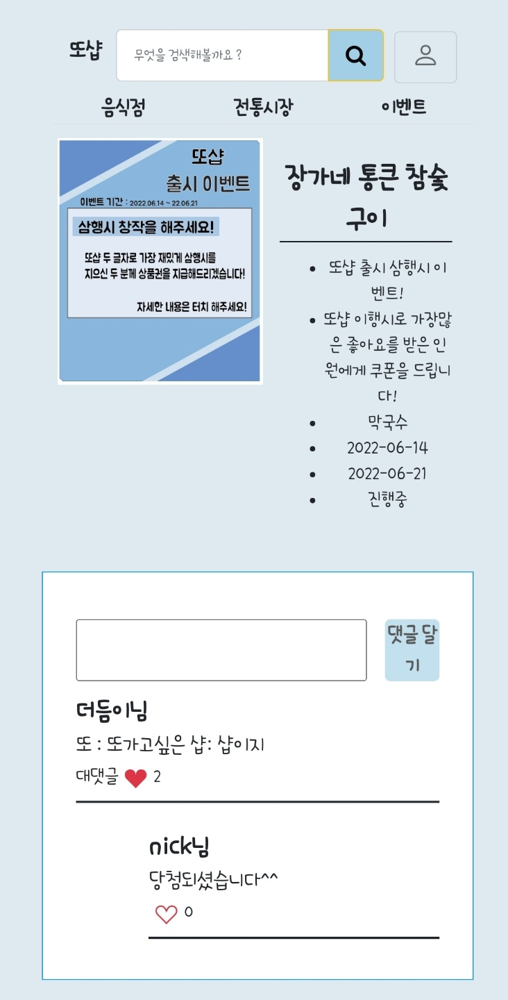 또샵
무엇을 검색해볼까요 ?
음식점
전통시장
이벤트
또샵
출시 이벤트
이벤트 기간 : 2022.06.14 ~ 22.06.21
삼행시 창작을 해주세요!
또샵 두 글자로 가장 재밌게 삼행시를
지으신 두 분께 상품권을 지급해드리겠습니다!
자세한 내용은 터치 해주세요!
장가네 통큰 참숯
구이
또샵 출시 삼행시 이
벤트!
또샵 이행시로 가장많
은 좋아요를 받은 인
원에게 쿠폰을 드립니
다!
막국수
2022-06-14
2022-06-21
진행중
댓글 달
기
더듬이님
또 : 또가고싶은 샵: 샵이지
대댓글 2
nick님
당첨되셨습니다^^
0